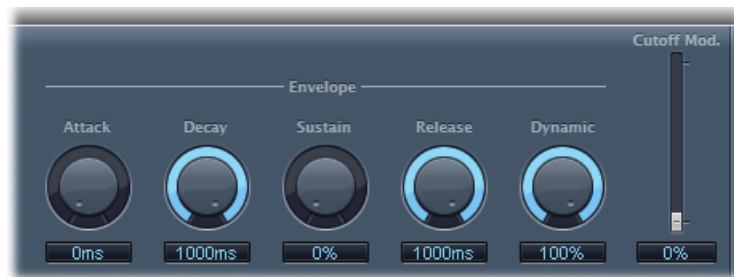 Cutoff Mod.
Envelope
Attack Decay Sustain Release Dynamic
0ms 1000ms 0% 1000ms 100% 0%